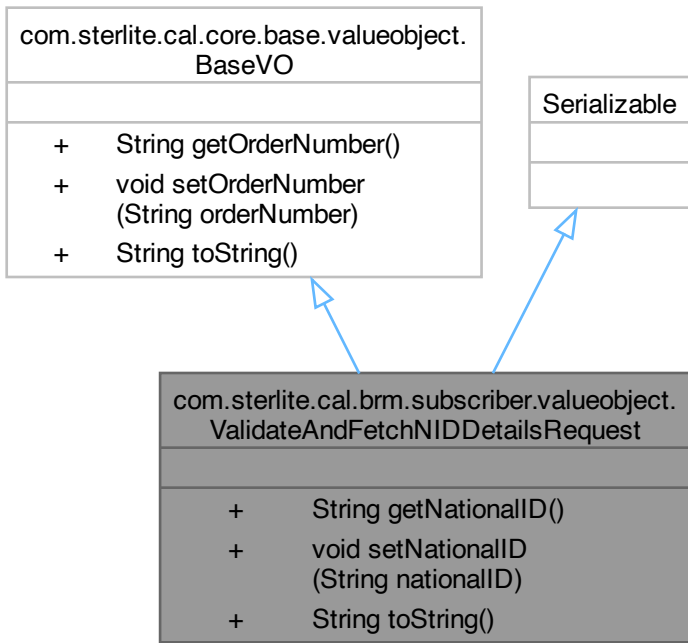 com.sterlite.cal.core.base.valueobject.
BaseVO
+ String getOrderNumber()
+ void setOrderNumber
(String orderNumber)
+ String toString()
Serializable
com.sterlite.cal.brm.subscriber.valueobject.
ValidateAndFetchNIDDetailsRequest
+ String getNationalID()
+ void setNationalID
(String nationalID)
+ String toString()